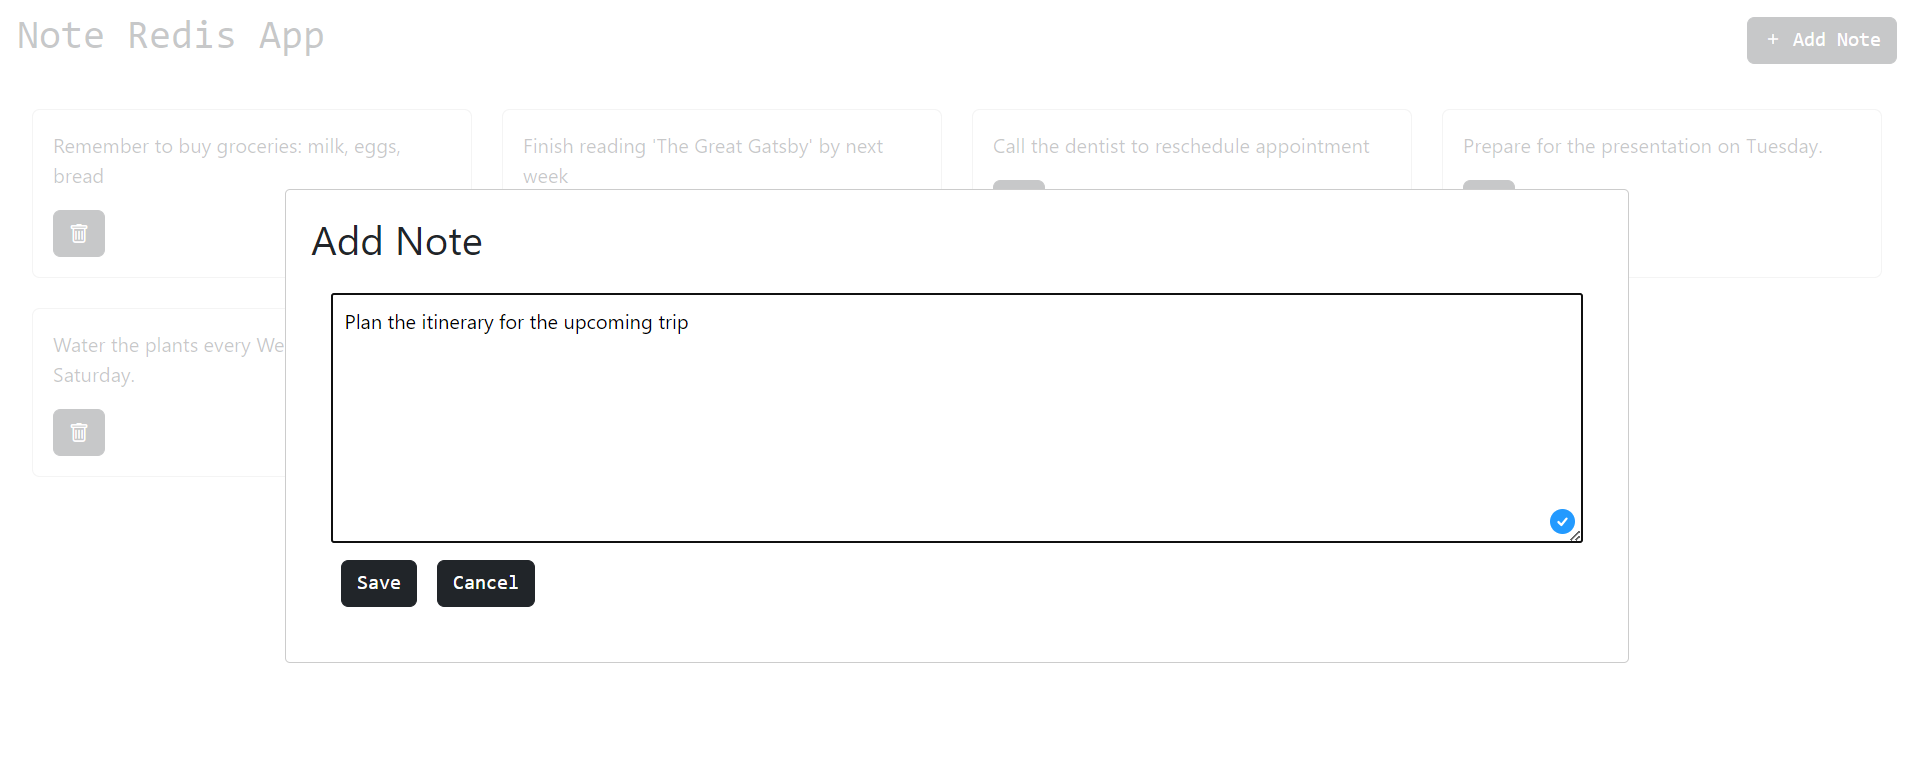 Note Redis App
+ Add Note
Remember to buy groceries: milk, eggs,
bread
Finish reading 'The Great Gatsby' by next
week
Call the dentist to reschedule appointment
Prepare for the presentation on Tuesday.
Water the plants every We
Saturday.
Add Note
Plan the itinerary for the upcoming trip
Save
Cancel